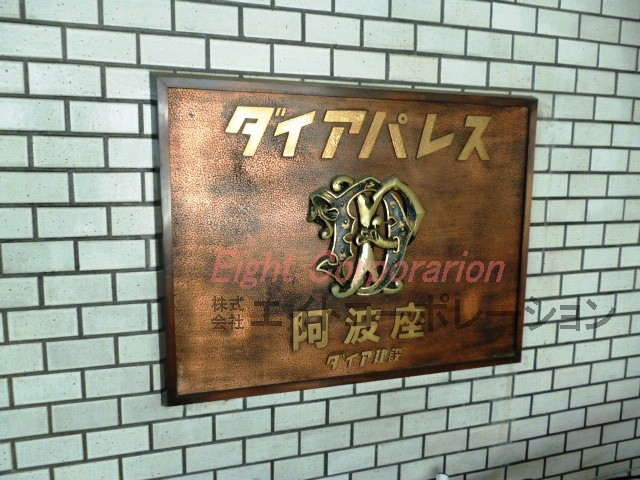 ダイアパレス
Eight Corporarion
株式会社エイトコーポレーション
阿波座
ダイア建設